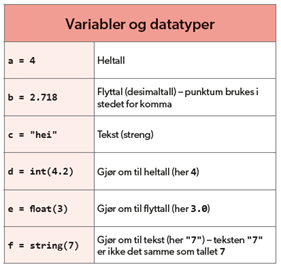 Variabler og datatyper
a = 4 Heltall
b = 2.718 Flyttal (desimaltall) – punktum brukes i
stedet for komma
c = "hei" Tekst (streng)
d = int(4.2) Gjør om til heltall (her 4)
e = float(3) Gjør om til flyttall (her 3.0)
f = string(7) Gjør om til tekst (her "7") – teksten "7"
er ikke det samme som tallet 7